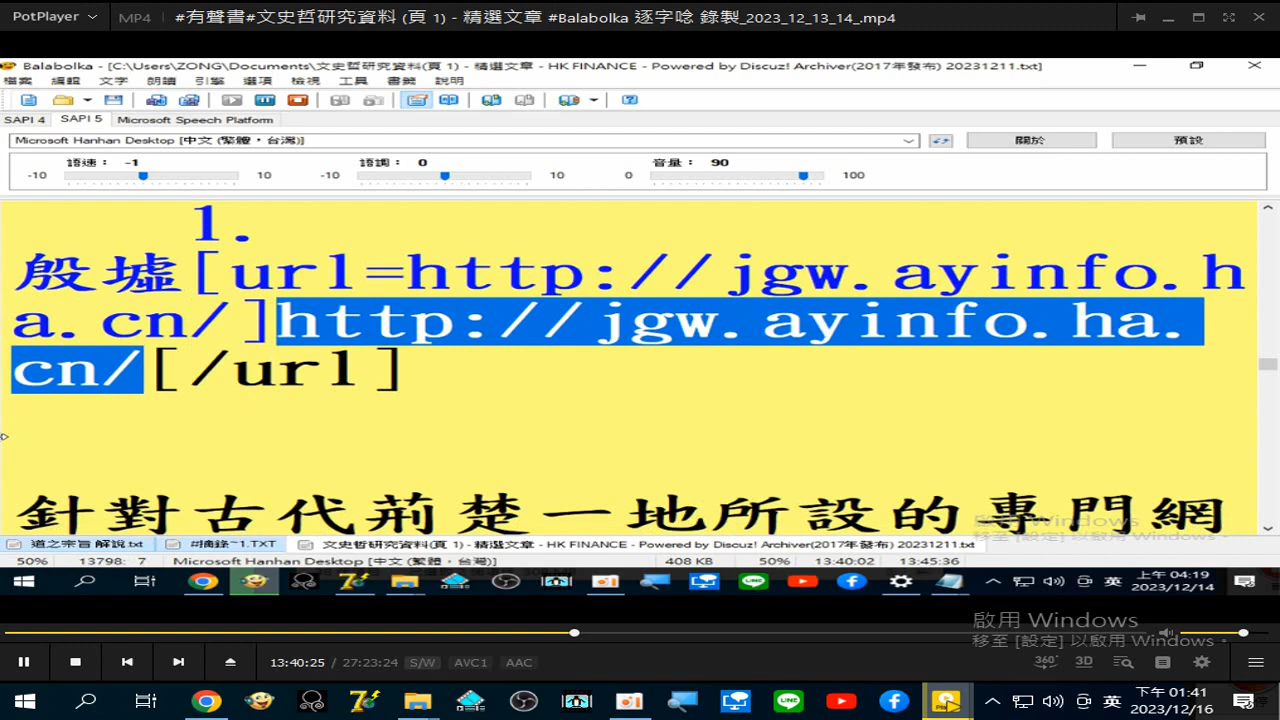 PotPlayer MP4 #有聲書#文史哲研究資料 (頁 1) - 精選文章 #Balabolka 逐字唸 錄製_2023_12_13_14_.mp4
Balabolka - [C:\Users\ZONG\Documents\文史哲研究資料(頁 1) - 精選文章 - HK FINANCE - Powered by Discuz! Archiver(2017年發布) 20231211.txt]
檔案 編輯 文字 朗讀 引擎 選項 檢視 工具 書籤 說明
SAPI 4 SAPI 5 Microsoft Speech Platform
Microsoft Hanhan Desktop [中文 (繁體，台灣)] 關於 預設
語速： -1 語調： 0 音量： 90
-10 10 -10 10 0 100
1.
殷墟[url=http://jgw.ayinfo.h
a.cn/]http://jgw.ayinfo.ha.
cn/[/url]
針對古代荊楚一地所設的專門網
啟用 Windows
移至 [設定] 以啟用 Windows。
道之宗旨 解說.txt #摘錄~1.TXT 文史哲研究資料(頁 1) - 精選文章 - HK FINANCE - Powered by Discuz! Archiver(2017年發布) 20231211.txt
50% 13798: 7 Microsoft Hanhan Desktop [中文 (繁體，台灣)] 408 KB 50% 13:40:02 13:45:36
英 上午 04:19
2023/12/14
啟用 Windows
移至 [設定] 以啟用 Windows。
13:40:25 / 27:23:24 S/W AVC1 AAC 360° 3D
英 下午 01:41
2023/12/16